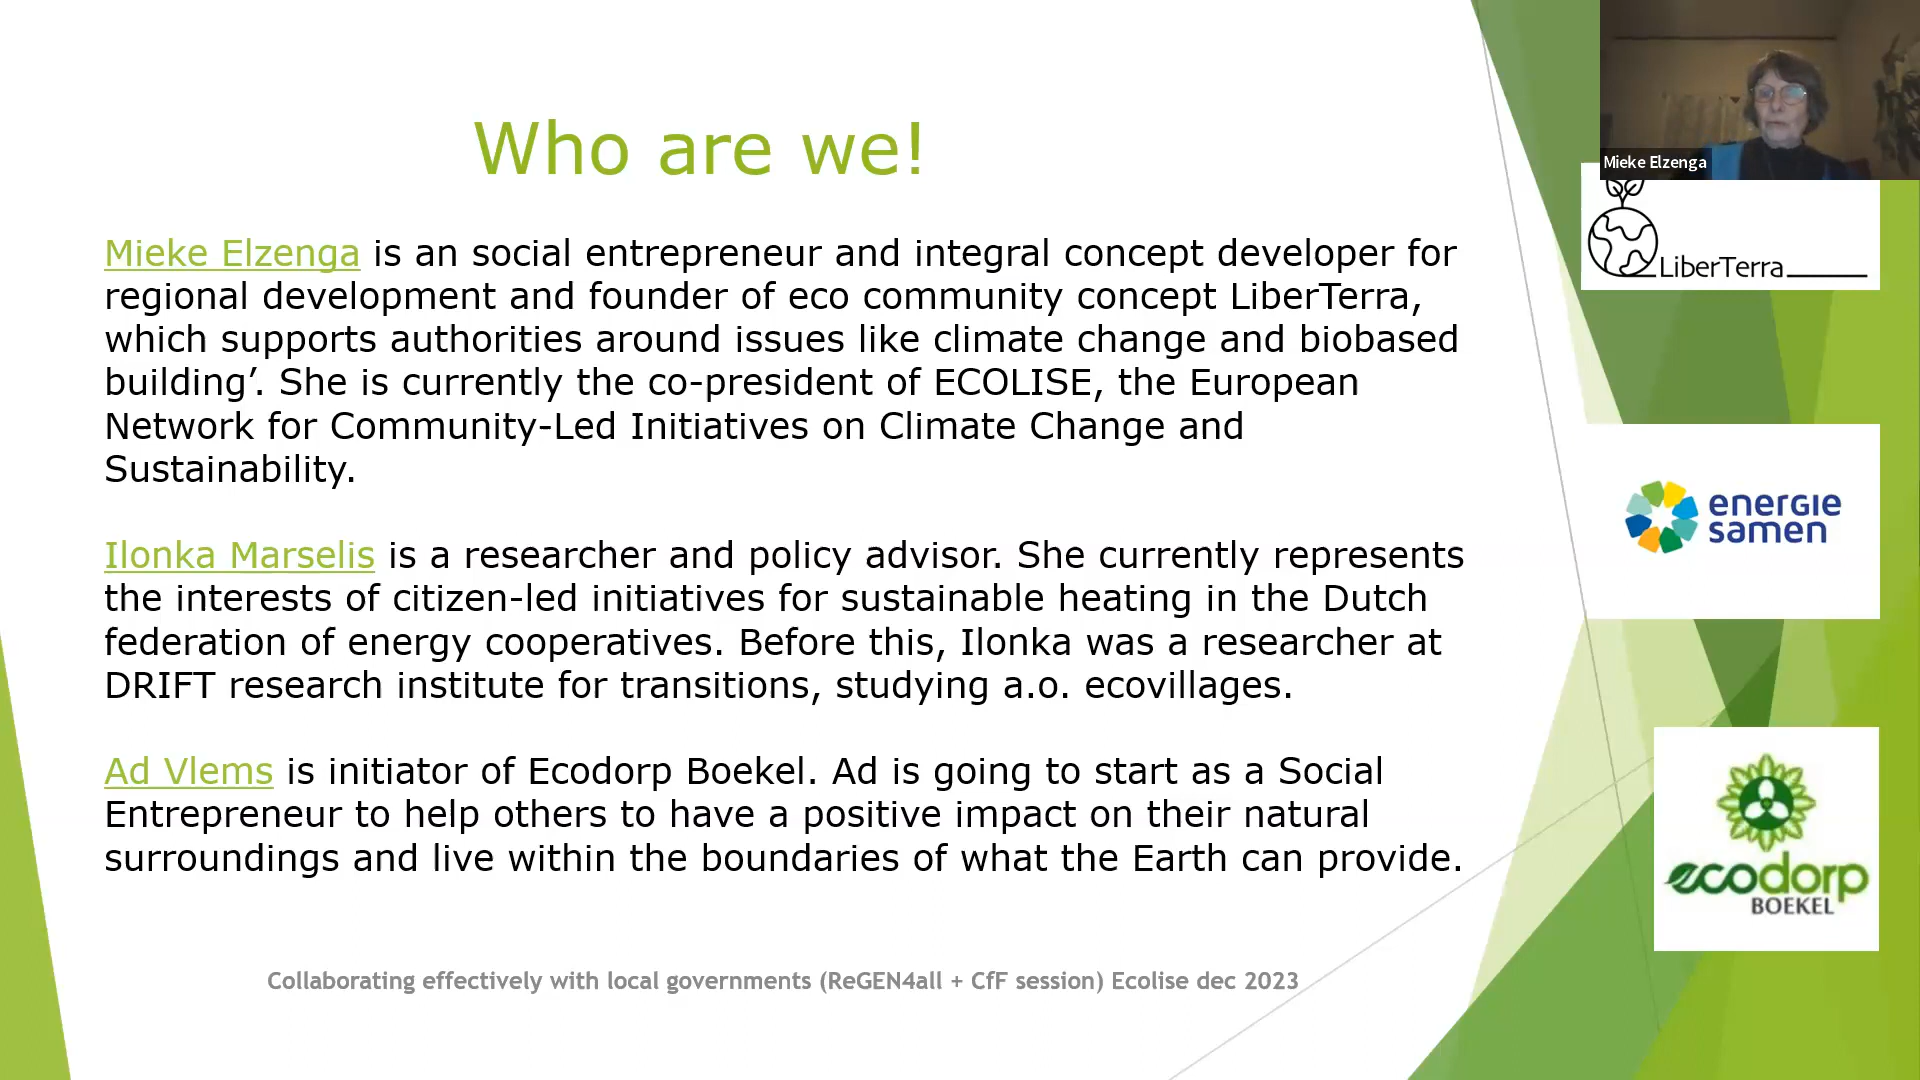 Who are we!
Mieke Elzenga
Mieke Elzenga is an social entrepreneur and integral concept developer for
regional development and founder of eco community concept LiberTerra,
which supports authorities around issues like climate change and biobased
building’. She is currently the co-president of ECOLISE, the European
Network for Community-Led Initiatives on Climate Change and
Sustainability.
LiberTerra
Ilonka Marselis is a researcher and policy advisor. She currently represents
the interests of citizen-led initiatives for sustainable heating in the Dutch
federation of energy cooperatives. Before this, Ilonka was a researcher at
DRIFT research institute for transitions, studying a.o. ecovillages.
energie
samen
Ad Vlems is initiator of Ecodorp Boekel. Ad is going to start as a Social
Entrepreneur to help others to have a positive impact on their natural
surroundings and live within the boundaries of what the Earth can provide.
ecodorp
BOEKEL
Collaborating effectively with local governments (ReGEN4all + CfF session) Ecolise dec 2023